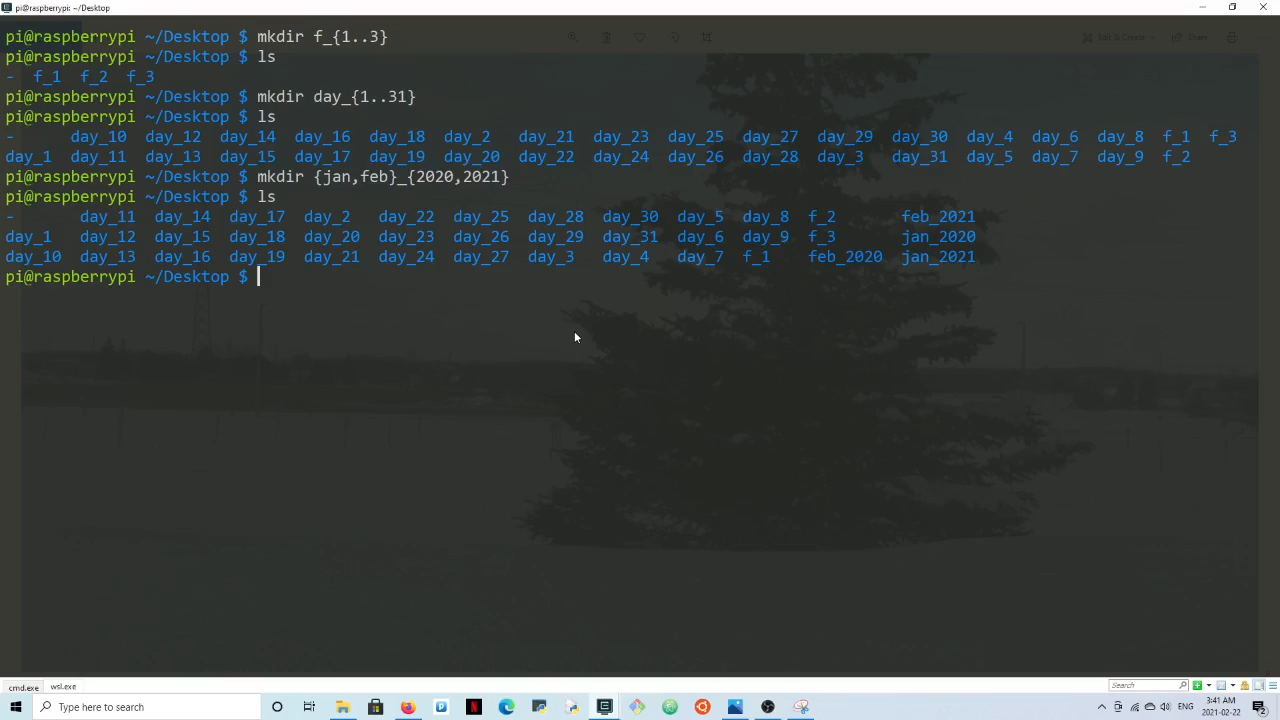 pi@raspberrypi: ~/Desktop
pi@raspberrypi ~/Desktop $ mkdir f_{1..3}
pi@raspberrypi ~/Desktop $ ls
-  f_1  f_2  f_3
pi@raspberrypi ~/Desktop $ mkdir day_{1..31}
pi@raspberrypi ~/Desktop $ ls
-      day_10  day_12  day_14  day_16  day_18  day_2   day_21  day_23  day_25  day_27  day_29  day_30  day_4  day_6  day_8  f_1  f_3
day_1  day_11  day_13  day_15  day_17  day_19  day_20  day_22  day_24  day_26  day_28  day_3   day_31  day_5  day_7  day_9  f_2
pi@raspberrypi ~/Desktop $ mkdir {jan,feb}_{2020,2021}
pi@raspberrypi ~/Desktop $ ls
-       day_11  day_14  day_17  day_2   day_22  day_25  day_28  day_30  day_5  day_8  f_2       feb_2021
day_1   day_12  day_15  day_18  day_20  day_23  day_26  day_29  day_31  day_6  day_9  f_3       jan_2020
day_10  day_13  day_16  day_19  day_21  day_24  day_27  day_3   day_4   day_7  f_1    feb_2020  jan_2021
pi@raspberrypi ~/Desktop $
Edit & Create Share
cmd.exe wsl.exe Search
Type here to search ENG 3:41 AM
2021-02-22